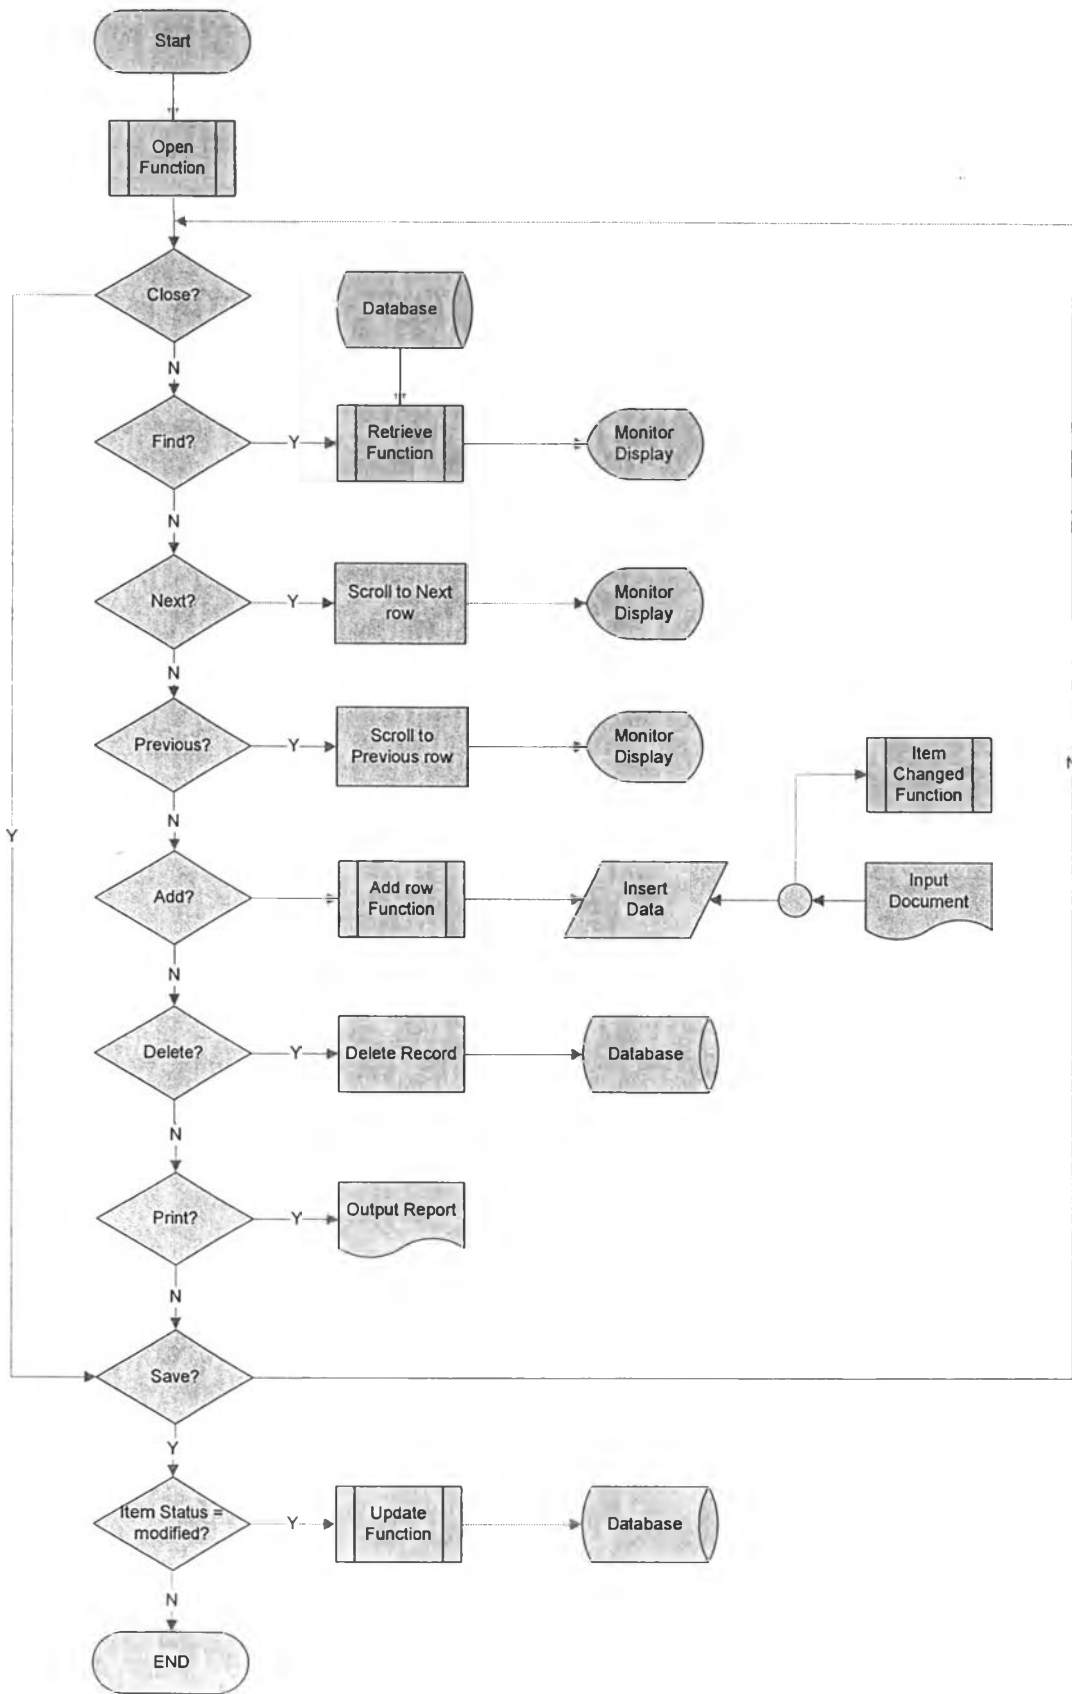 Start
Open
Function
Close?
Database
N
Find?
Y
Retrieve
Function
Monitor
Display
N
Next?
Y
Scroll to Next
row
Monitor
Display
N
Previous?
Y
Scroll to
Previous row
Monitor
Display
Item
Changed
Function
N
N
Y
Add?
Add row
Function
Insert
Data
Input
Document
N
Delete?
Y
Delete Record
Database
N
Print?
Y
Output Report
N
Save?
Y
Item Status =
modified?
Y
Update
Function
Database
N
END